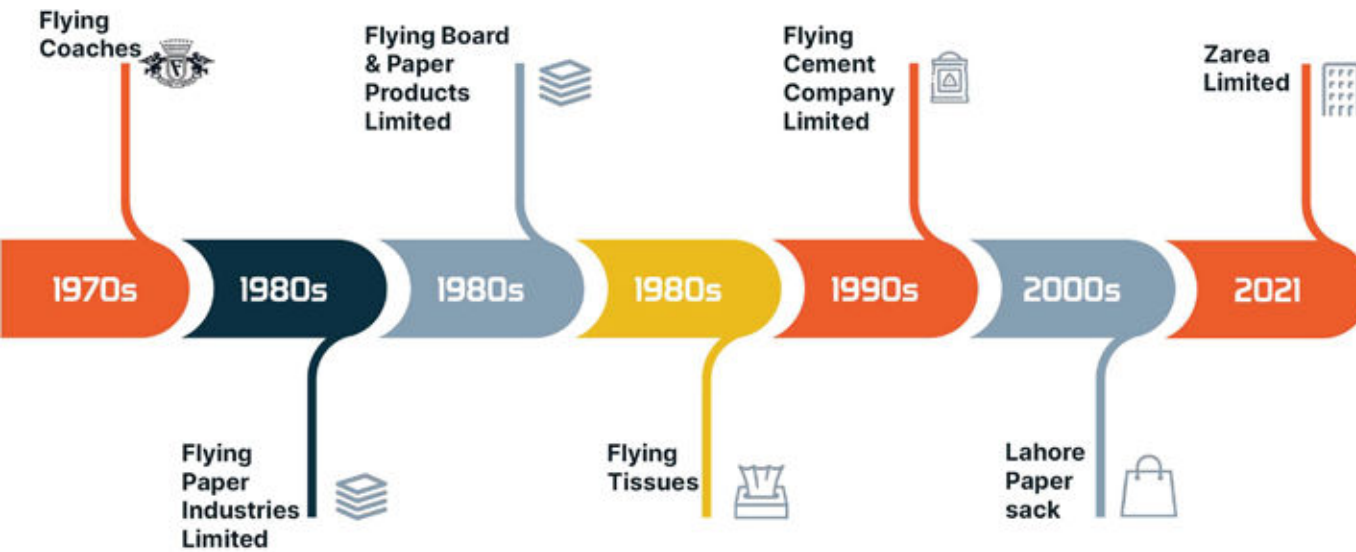 Flying
Coaches
Flying Board
& Paper
Products
Limited
Flying
Cement
Company
Limited
Zarea
Limited
1970s
1980s
1980s
1980s
1990s
2000s
2021
Flying
Paper
Industries
Limited
Flying
Tissues
Lahore
Paper
sack